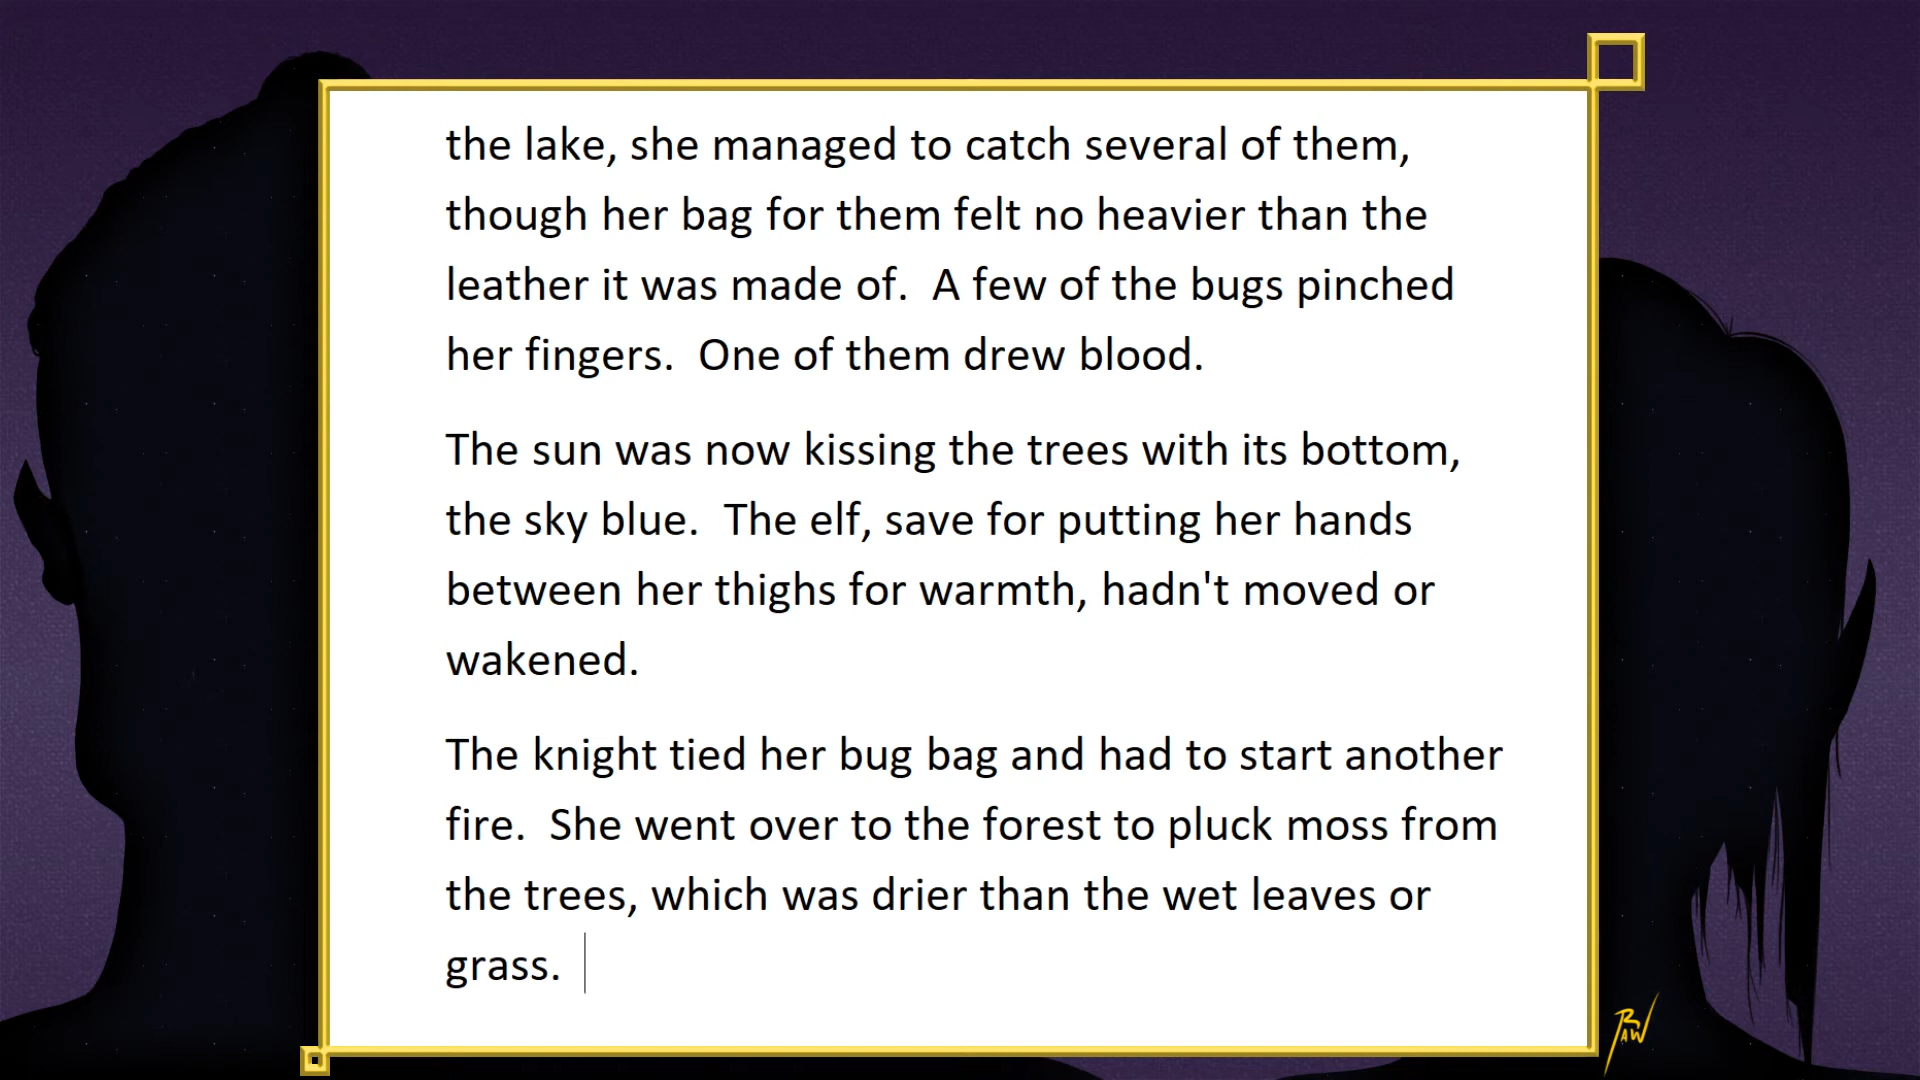 the lake, she managed to catch several of them,
though her bag for them felt no heavier than the
leather it was made of.  A few of the bugs pinched
her fingers.  One of them drew blood.
The sun was now kissing the trees with its bottom,
the sky blue.  The elf, save for putting her hands
between her thighs for warmth, hadn't moved or
wakened.
The knight tied her bug bag and had to start another
fire.  She went over to the forest to pluck moss from
the trees, which was drier than the wet leaves or
grass.
RAW